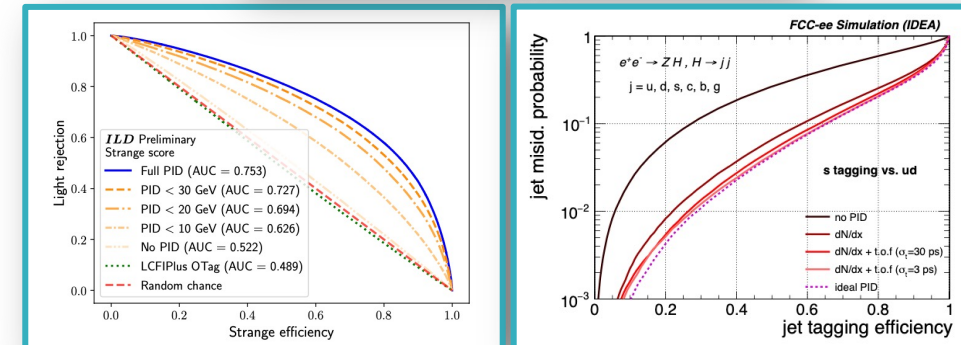 1.0
0.8
0.6
0.4
0.2
0.0
Light rejection
ILD Preliminary
Strange score
Full PID (AUC = 0.753)
PID < 30 GeV (AUC = 0.727)
PID < 20 GeV (AUC = 0.694)
PID < 10 GeV (AUC = 0.626)
No PID (AUC = 0.522)
LCFIPlus OTag (AUC = 0.489)
Random chance
0.0 0.2 0.4 0.6 0.8 1.0
Strange efficiency
FCC-ee Simulation (IDEA)
jet misid. probability
1
10⁻¹
10⁻²
10⁻³
e⁺e⁻ → Z H, H → j j
j = u, d, s, c, b, g
s tagging vs. ud
no PID
dN/dx
dN/dx + t.o.f (σₜ=30 ps)
dN/dx + t.o.f (σₜ=3 ps)
ideal PID
0 0.2 0.4 0.6 0.8 1
jet tagging efficiency